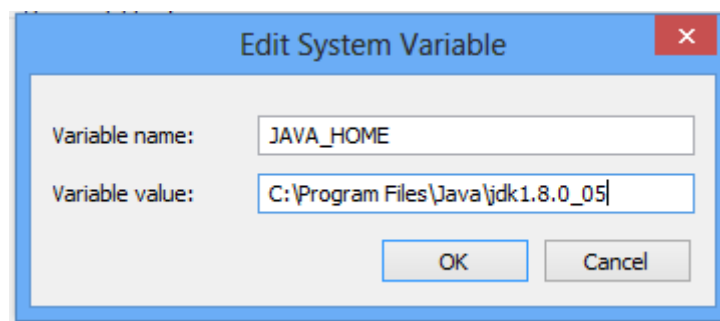 Edit System Variable
Variable name:
JAVA_HOME
Variable value:
C:\Program Files\Java\jdk1.8.0_05
OK
Cancel